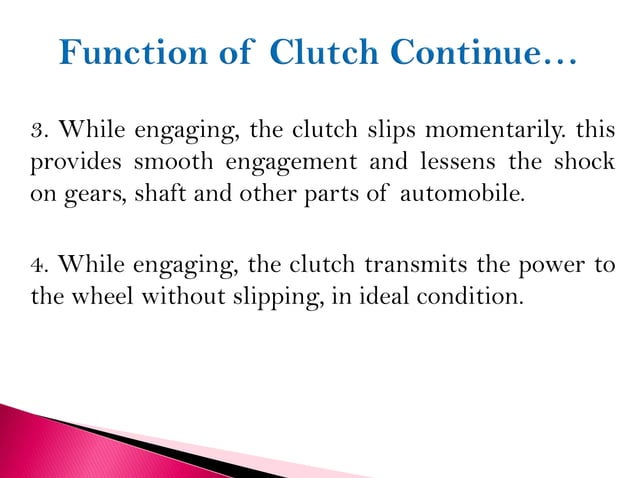 Function of Clutch Continue…
3. While engaging, the clutch slips momentarily. this
provides smooth engagement and lessens the shock
on gears, shaft and other parts of automobile.
4. While engaging, the clutch transmits the power to
the wheel without slipping, in ideal condition.